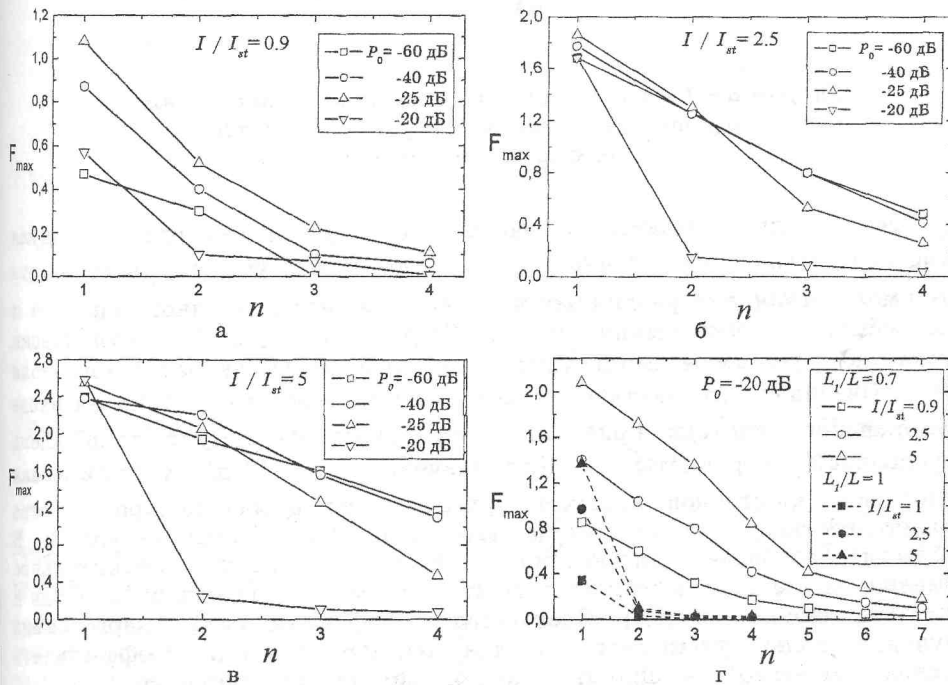 I / I_st = 0.9
P₀ = -60 дБ
-40 дБ
-25 дБ
-20 дБ
F_max
1,2
1,0
0,8
0,6
0,4
0,2
0,0
1 2 3 4
n
а
I / I_st = 2.5
P₀ = -60 дБ
-40 дБ
-25 дБ
-20 дБ
F_max
2,0
1,6
1,2
0,8
0,4
0,0
1 2 3 4
n
б
I / I_st = 5
P₀ = -60 дБ
-40 дБ
-25 дБ
-20 дБ
F_max
2,8
2,4
2,0
1,6
1,2
0,8
0,4
0,0
1 2 3 4
n
в
P₀ = -20 дБ
L₁/L = 0.7
I/I_st = 0.9
2.5
5
L₁/L = 1
I/I_st = 1
2.5
5
F_max
2,0
1,6
1,2
0,8
0,4
0,0
1 2 3 4 5 6 7
n
г